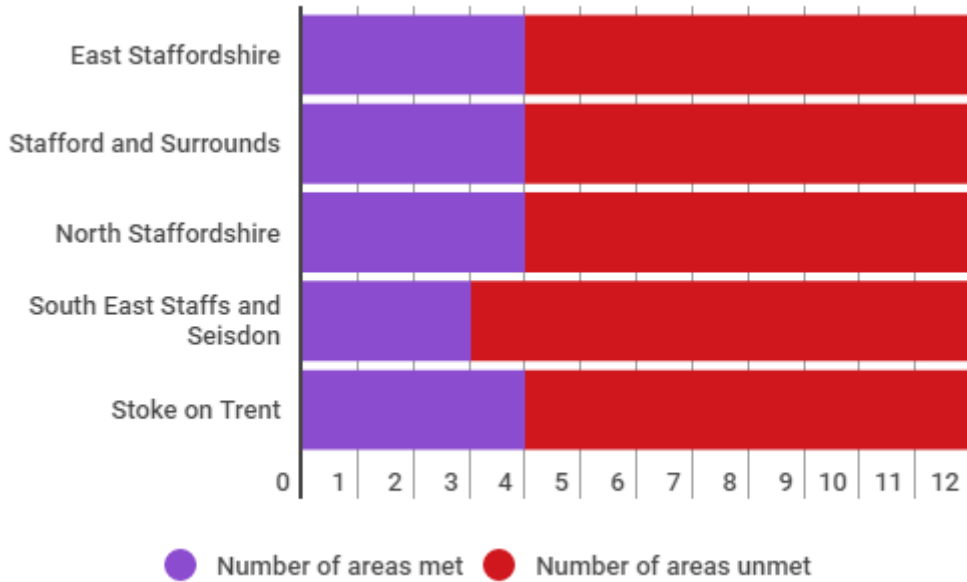 East Staffordshire
Stafford and Surrounds
North Staffordshire
South East Staffs and
Seisdon
Stoke on Trent
0 1 2 3 4 5 6 7 8 9 10 11 12
Number of areas met Number of areas unmet